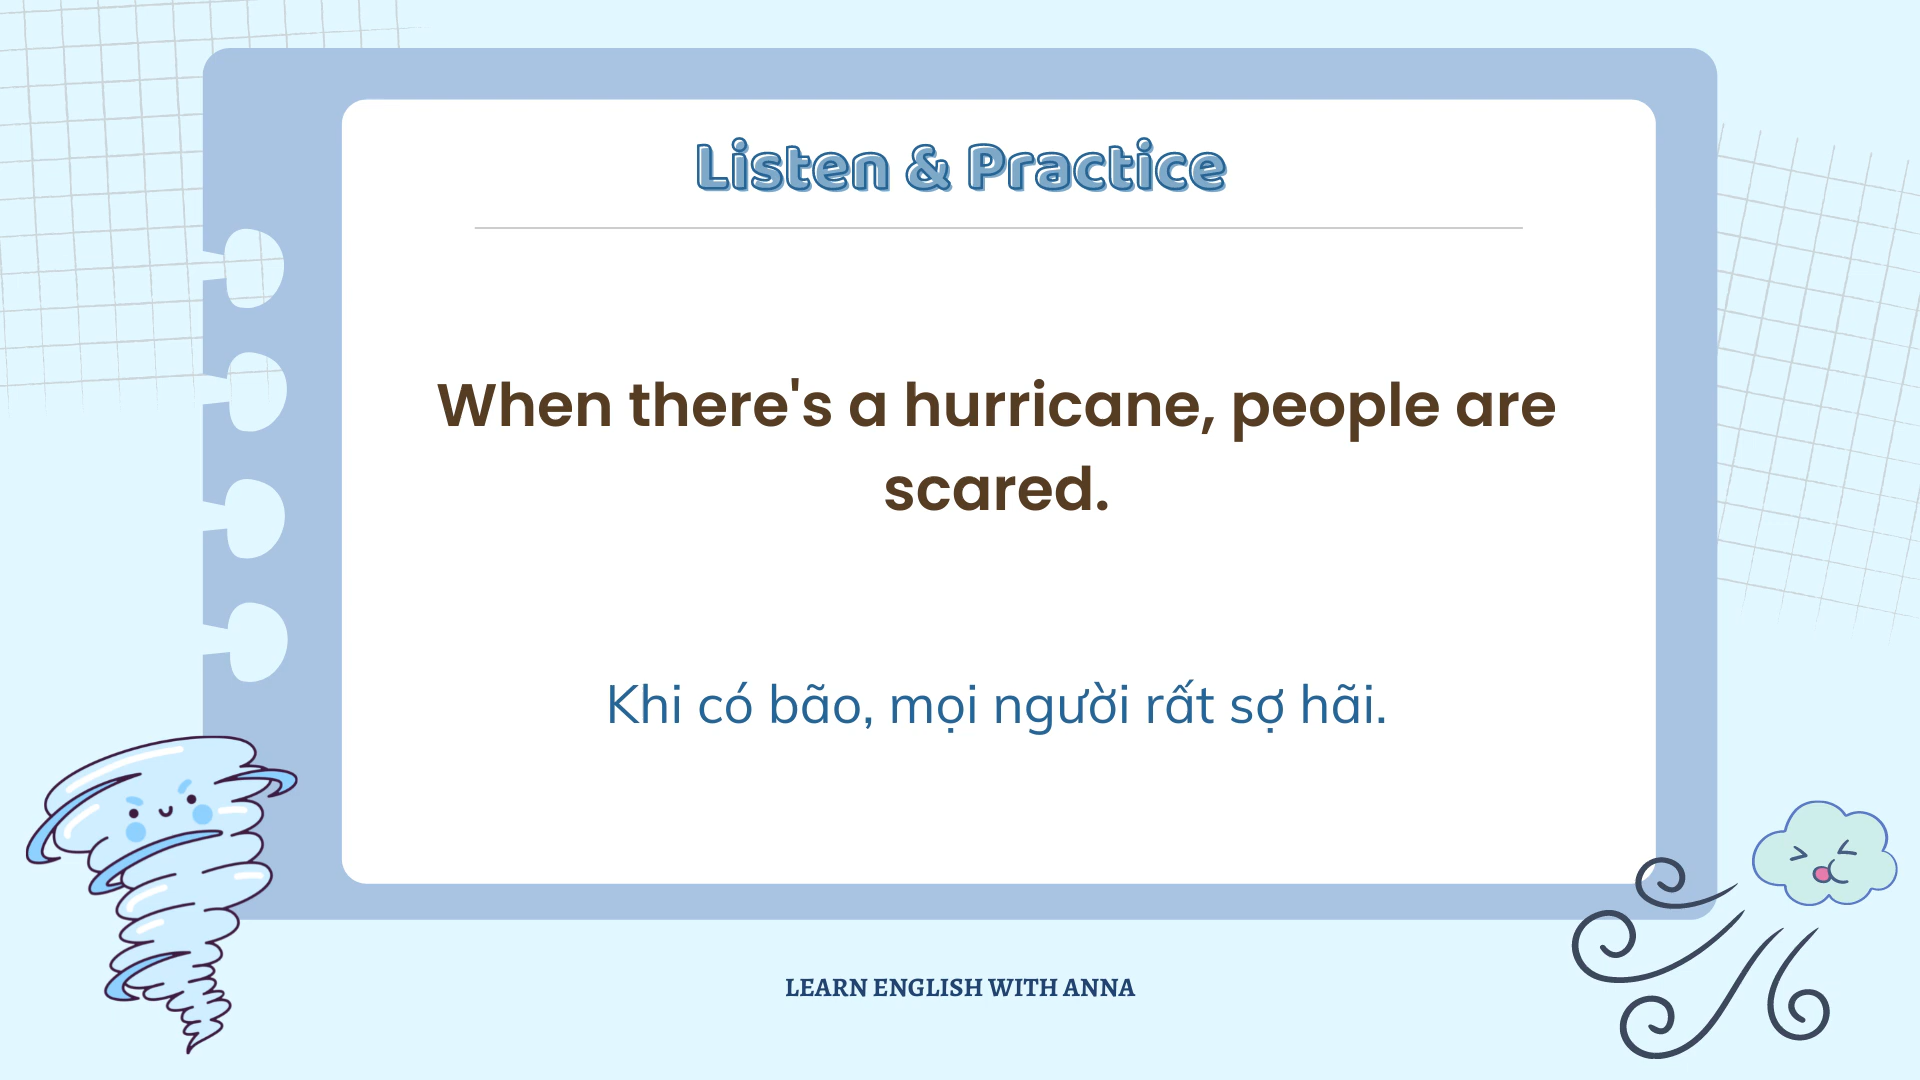 Listen & Practice
When there's a hurricane, people are
scared.
Khi có bão, mọi người rất sợ hãi.
LEARN ENGLISH WITH ANNA